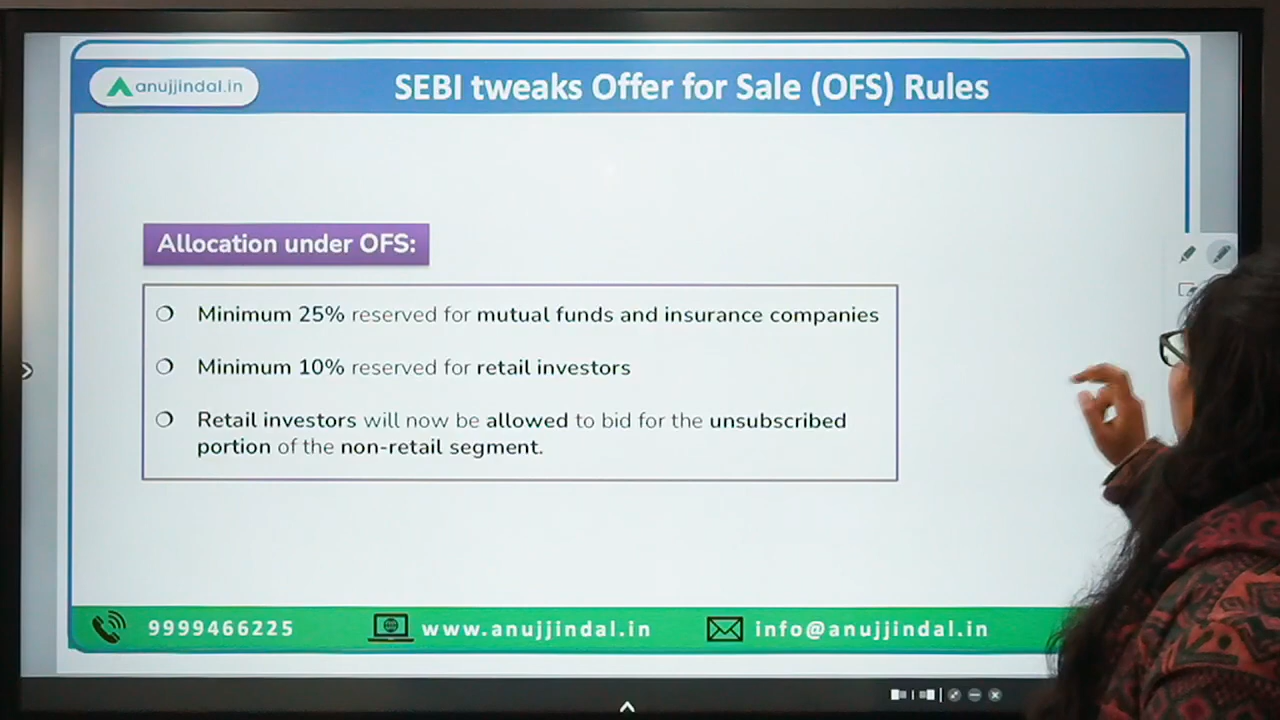 anujjindal.in
SEBI tweaks Offer for Sale (OFS) Rules
Allocation under OFS:
Minimum 25% reserved for mutual funds and insurance companies
Minimum 10% reserved for retail investors
Retail investors will now be allowed to bid for the unsubscribed
portion of the non-retail segment.
9999466225
www.anujjindal.in
info@anujjindal.in